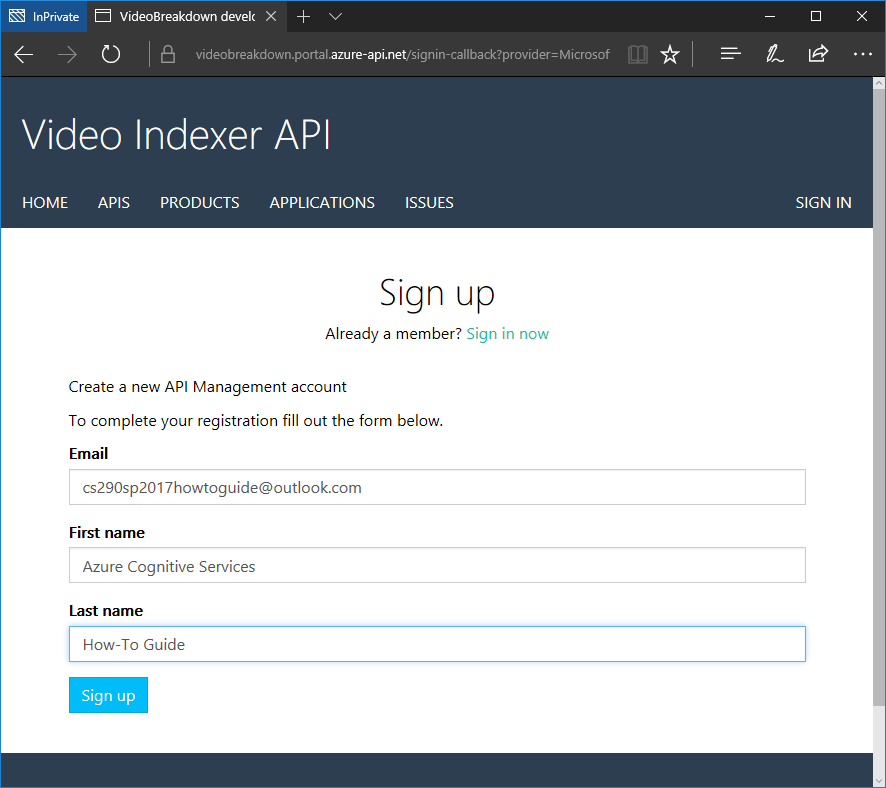 InPrivate VideoBreakdown develo
videobreakdown.portal.azure-api.net/signin-callback?provider=Microsof
Video Indexer API
HOME APIS PRODUCTS APPLICATIONS ISSUES SIGN IN
Sign up
Already a member? Sign in now
Create a new API Management account
To complete your registration fill out the form below.
Email
cs290sp2017howtoguide@outlook.com
First name
Azure Cognitive Services
Last name
How-To Guide
Sign up